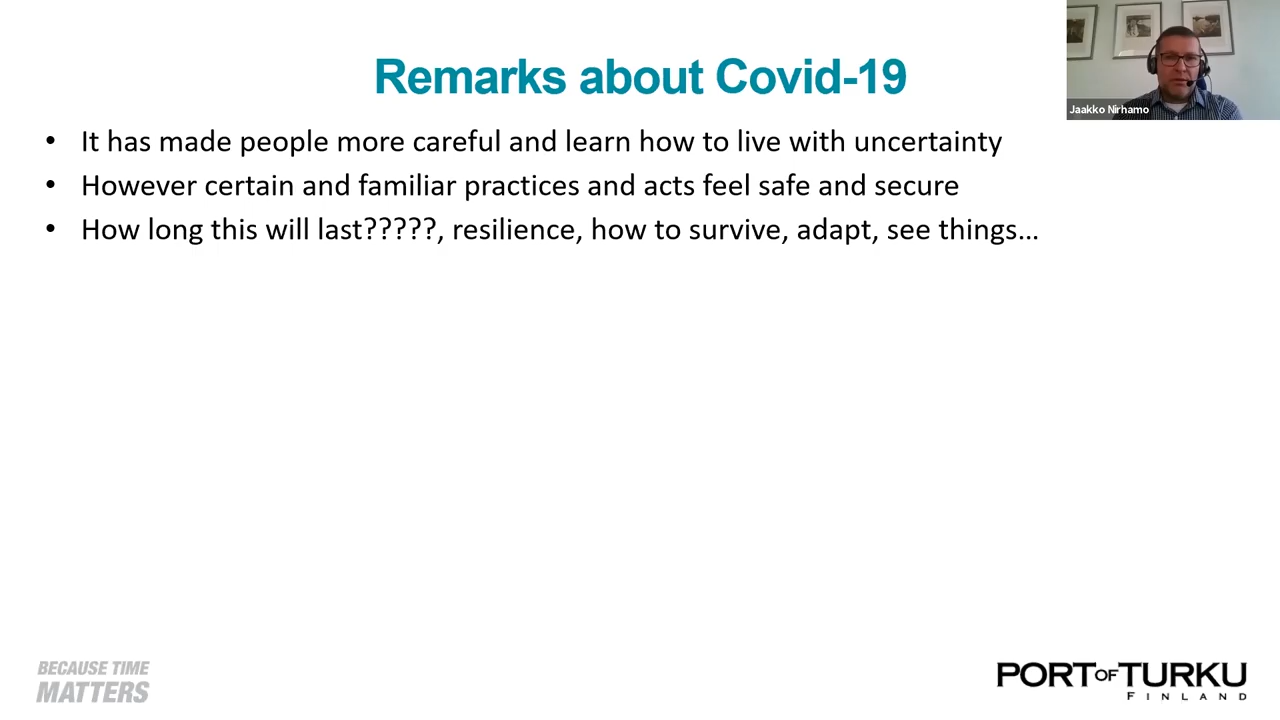 Remarks about Covid-19
Jaakko Nirhamo
• It has made people more careful and learn how to live with uncertainty
• However certain and familiar practices and acts feel safe and secure
• How long this will last?????, resilience, how to survive, adapt, see things…
BECAUSE TIME
MATTERS
PORT OF TURKU
FINLAND